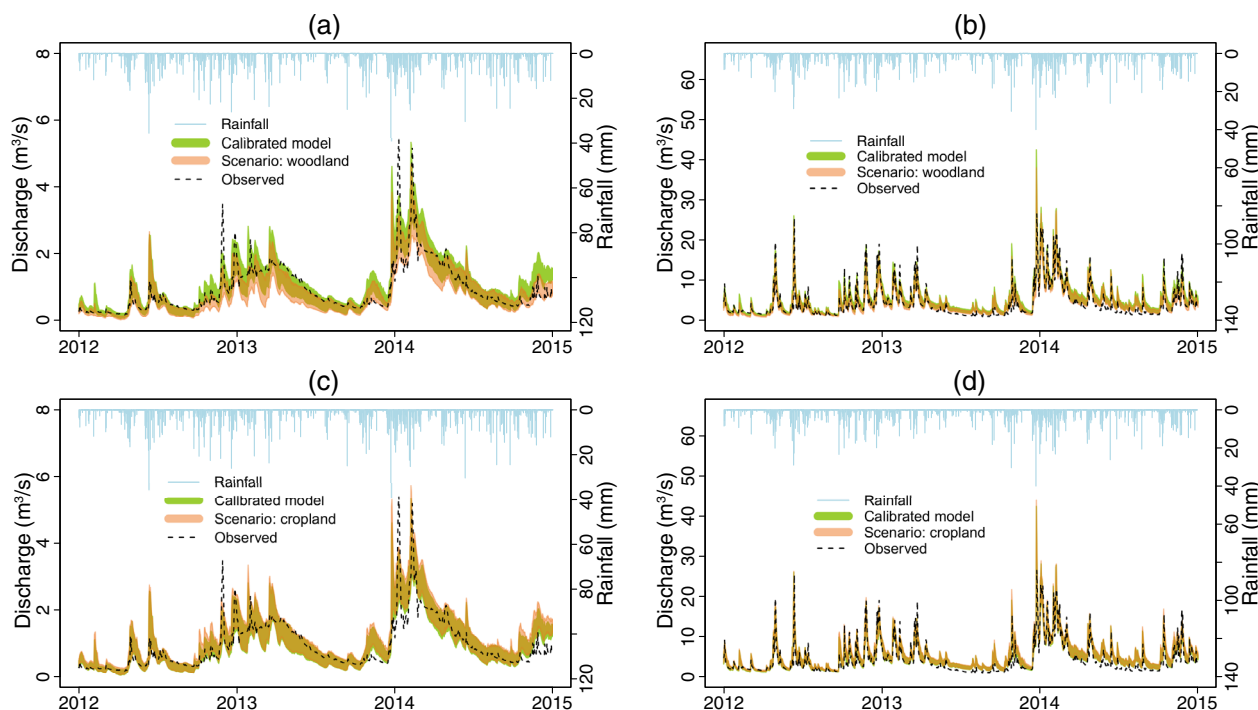 (a)
Discharge (m³/s)
8
6
4
2
0
Rainfall
Calibrated model
Scenario: woodland
Observed
0
20
40
60
80
120
Rainfall (mm)
2012
2013
2014
2015
(b)
Discharge (m³/s)
60
50
40
30
20
10
0
Rainfall
Calibrated model
Scenario: woodland
Observed
0
20
40
60
80
100
140
Rainfall (mm)
2012
2013
2014
2015
(c)
Discharge (m³/s)
8
6
4
2
0
Rainfall
Calibrated model
Scenario: cropland
Observed
0
20
40
60
80
120
Rainfall (mm)
2012
2013
2014
2015
(d)
Discharge (m³/s)
60
50
40
30
20
10
0
Rainfall
Calibrated model
Scenario: cropland
Observed
0
20
40
60
80
100
140
Rainfall (mm)
2012
2013
2014
2015